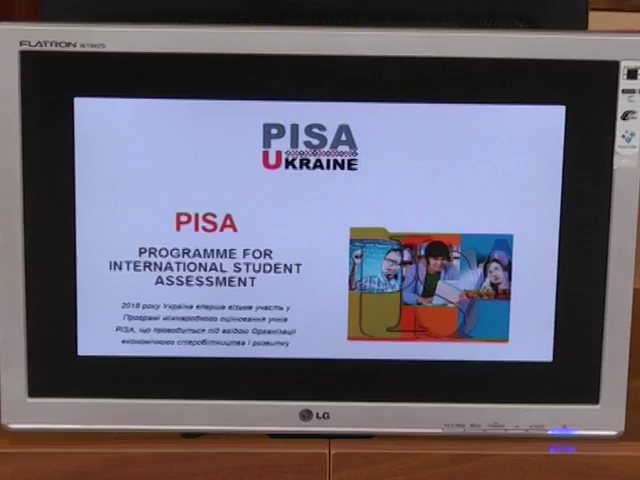 FLATRON W1942S
PISA
UKRAINE
PISA
PROGRAMME FOR
INTERNATIONAL STUDENT
ASSESSMENT
2018 року Україна вперше візьме участь у
Програмі міжнародного оцінювання учнів
PISA, що проводиться під егідою Організації
економічного співробітництва і розвитку
LG